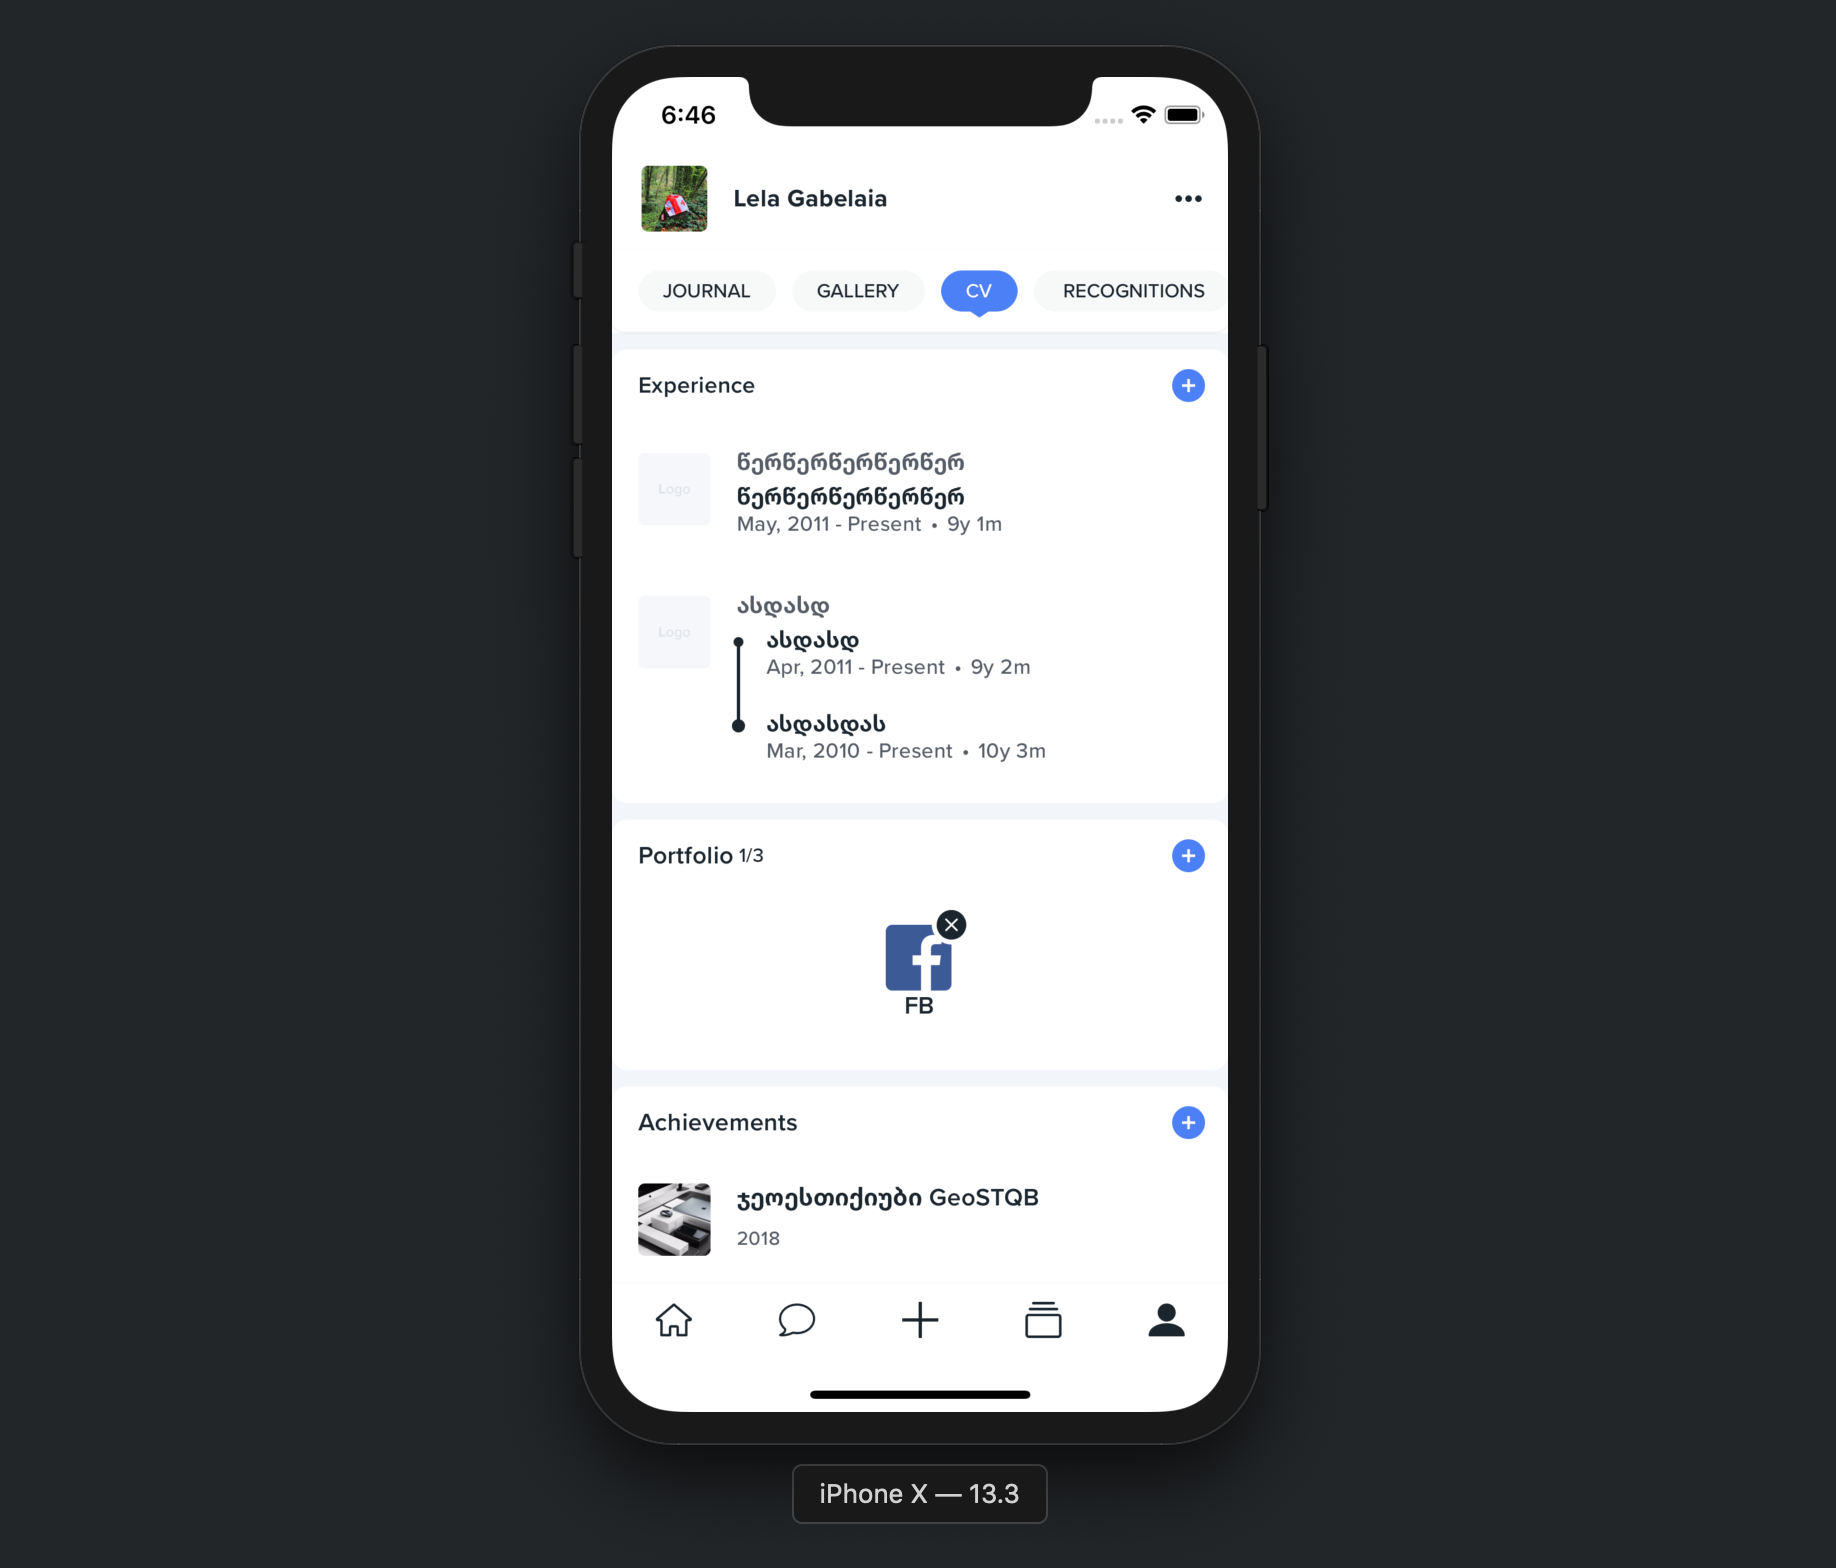 6:46
Lela Gabelaia
JOURNAL GALLERY CV RECOGNITIONS
Experience
Logo
წერწერწერწერწერ
წერწერწერწერწერ
May, 2011 - Present • 9y 1m
Logo
ასდასდ
ასდასდ
Apr, 2011 - Present • 9y 2m
ასდასდას
Mar, 2010 - Present • 10y 3m
Portfolio 1/3
FB
Achievements
ჯეოესთიქიუბი GeoSTQB
2018
iPhone X — 13.3